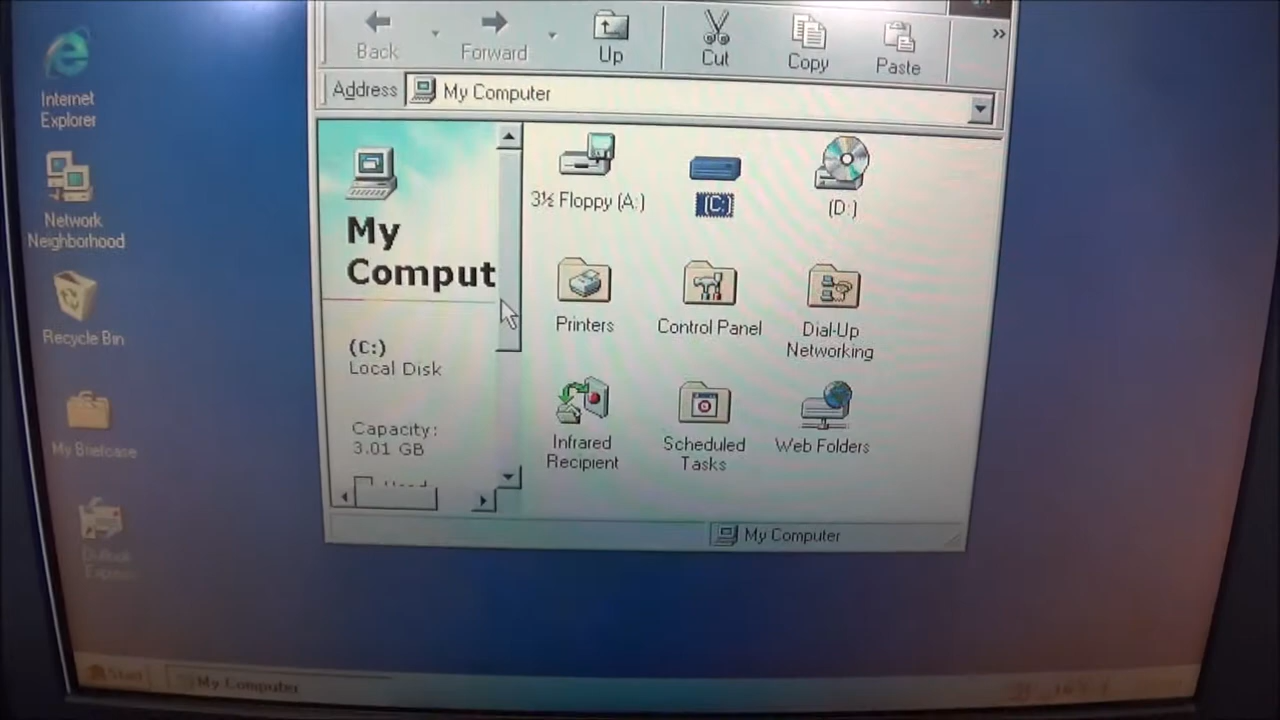 Back
Forward
Up
Cut
Copy
Paste
»
Address
My Computer
Internet
Explorer
Network
Neighborhood
Recycle Bin
My Briefcase
My
Comput
(C:)
Local Disk
Capacity:
3.01 GB
3½ Floppy (A:)
(C:)
(D:)
Printers
Control Panel
Dial-Up
Networking
Infrared
Recipient
Scheduled
Tasks
Web Folders
My Computer
Start
My Computer